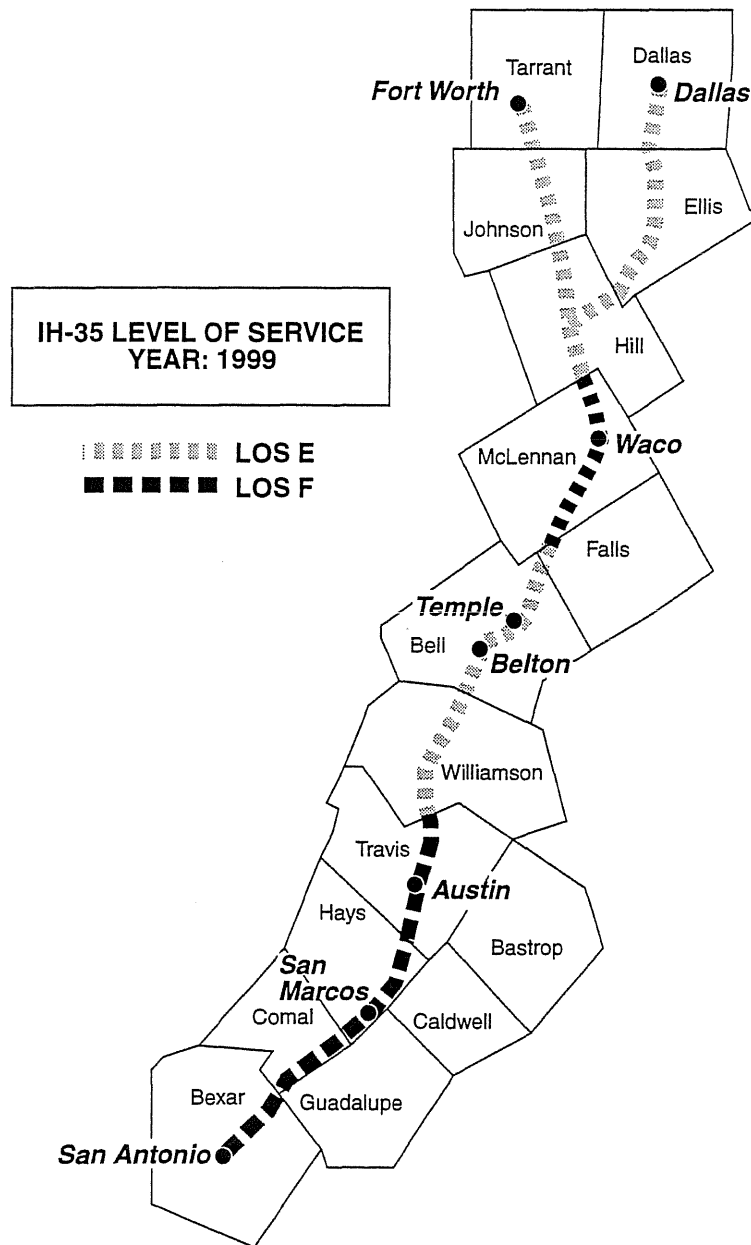 Tarrant
Dallas
Fort Worth
Dallas
Johnson
Ellis
IH-35 LEVEL OF SERVICE
YEAR: 1999
Hill
LOS E
LOS F
McLennan
Waco
Falls
Temple
Bell
Belton
Williamson
Travis
Austin
Hays
Bastrop
San
Marcos
Comal
Caldwell
Bexar
Guadalupe
San Antonio